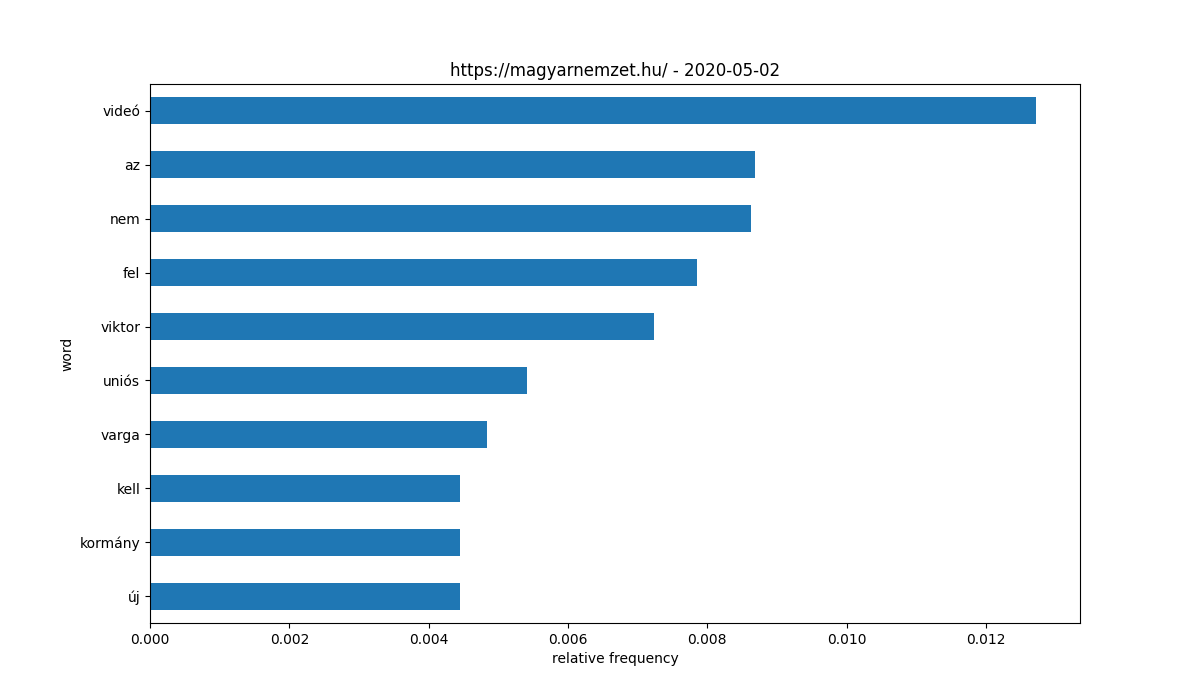 https://magyarnemzet.hu/ - 2020-05-02
videó
az
nem
fel
viktor
uniós
varga
kell
kormány
új
word
0.000 0.002 0.004 0.006 0.008 0.010 0.012
relative frequency